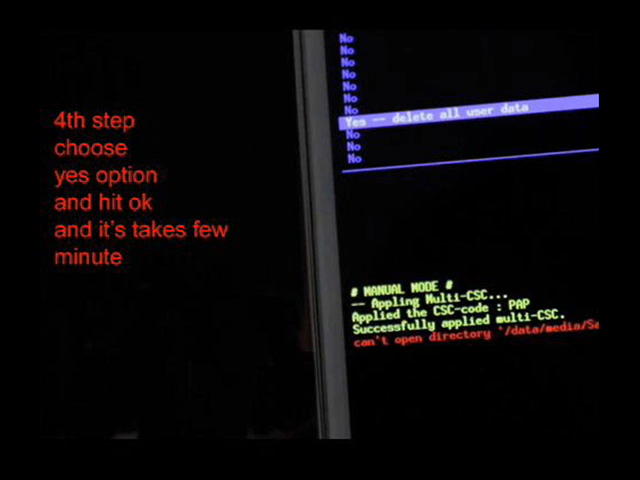 No
No
No
No
No
No
No
Yes -- delete all user data
No
No
No
4th step
choose
yes option
and hit ok
and it's takes few
minute
# MANUAL MODE #
-- Appling Multi-CSC...
Applied the CSC-code : PAP
Successfully applied multi-CSC.
can't open directory '/data/media/Sa